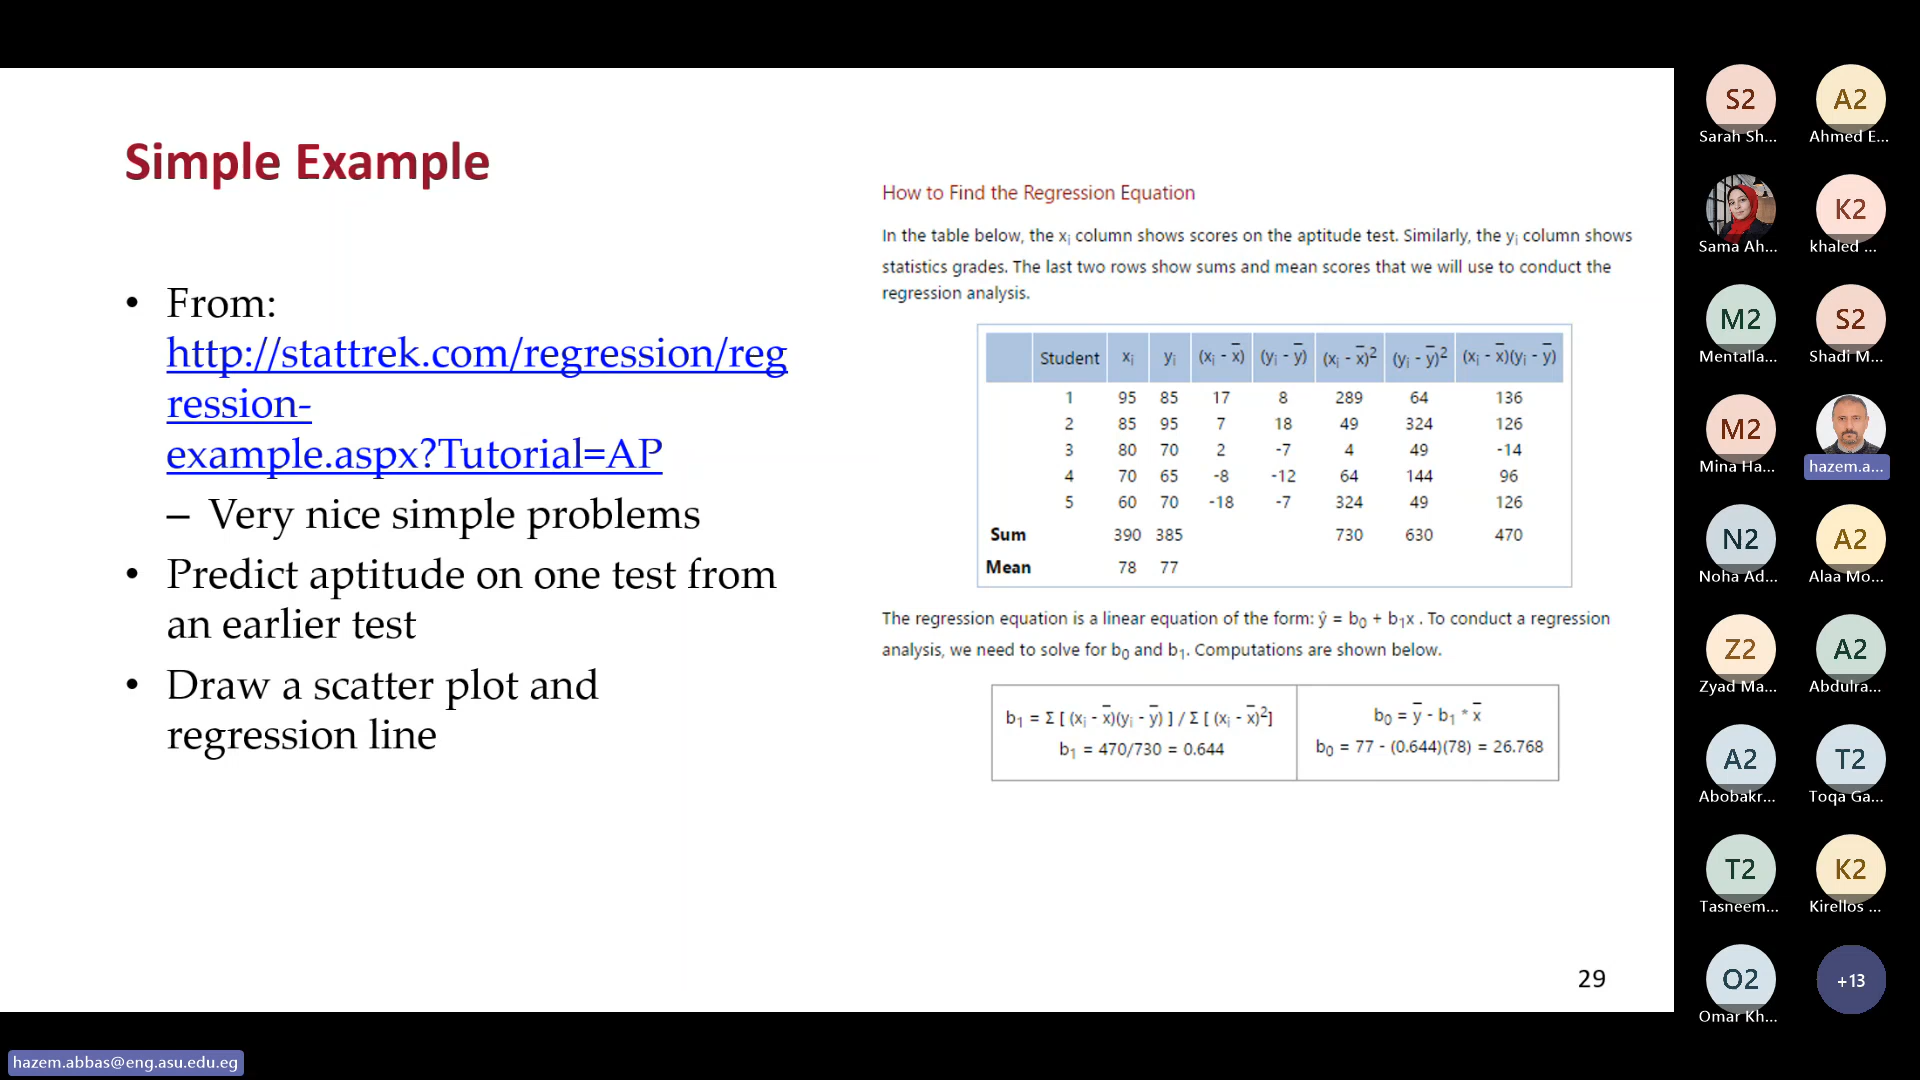 Simple Example
• From:
http://stattrek.com/regression/reg
ression-
example.aspx?Tutorial=AP
– Very nice simple problems
• Predict aptitude on one test from
an earlier test
• Draw a scatter plot and
regression line
How to Find the Regression Equation
In the table below, the xᵢ column shows scores on the aptitude test. Similarly, the yᵢ column shows
statistics grades. The last two rows show sums and mean scores that we will use to conduct the
regression analysis.
Student xᵢ yᵢ (xᵢ - x̄) (yᵢ - ȳ) (xᵢ - x̄)² (yᵢ - ȳ)² (xᵢ - x̄)(yᵢ - ȳ)
1 95 85 17 8 289 64 136
2 85 95 7 18 49 324 126
3 80 70 2 -7 4 49 -14
4 70 65 -8 -12 64 144 96
5 60 70 -18 -7 324 49 126
Sum 390 385 730 630 470
Mean 78 77
The regression equation is a linear equation of the form: ŷ = b₀ + b₁x . To conduct a regression
analysis, we need to solve for b₀ and b₁. Computations are shown below.
b₁ = Σ [ (xᵢ - x̄)(yᵢ - ȳ) ] / Σ [ (xᵢ - x̄)²]
b₁ = 470/730 = 0.644
b₀ = ȳ - b₁ * x̄
b₀ = 77 - (0.644)(78) = 26.768
29
S2 A2
Sarah Sh... Ahmed E...
K2
Sama Ah... khaled ...
M2 S2
Mentalla... Shadi M...
M2
Mina Ha... hazem.a...
N2 A2
Noha Ad... Alaa Mo...
Z2 A2
Zyad Ma... Abdulra...
A2 T2
Abobakr... Toqa Ga...
T2 K2
Tasneem... Kirellos ...
O2 +13
Omar Kh...
hazem.abbas@eng.asu.edu.eg